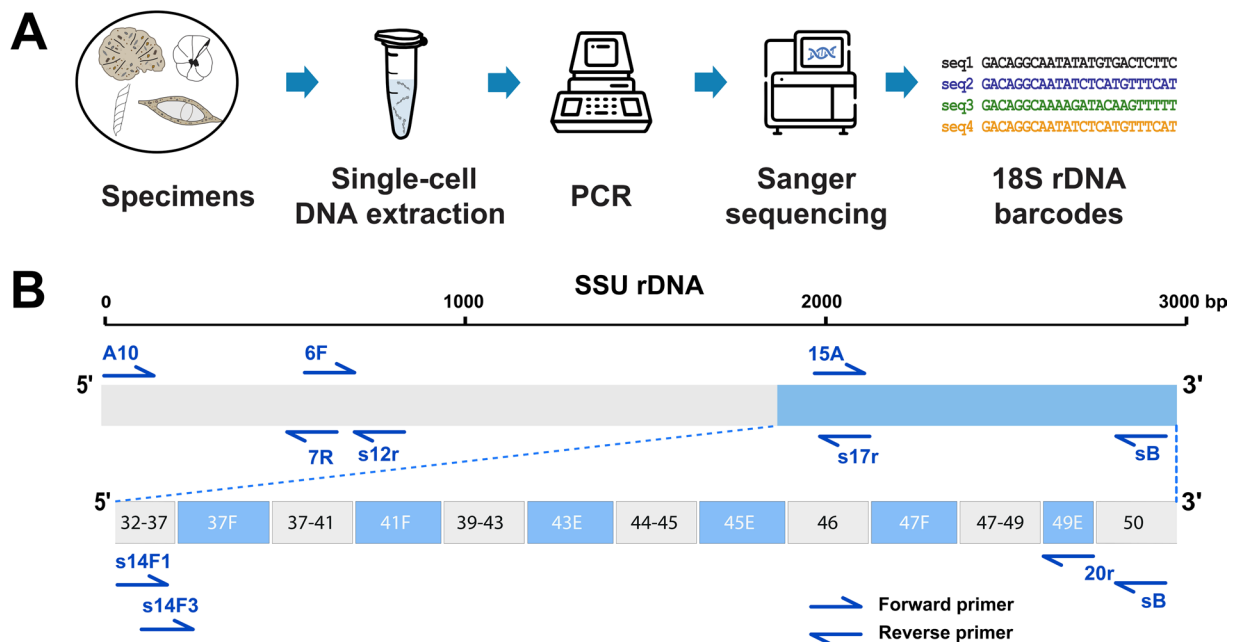 A
seq1 GACAGGCAATATATGTGACTCTTC
seq2 GACAGGCAATATCTCATGTTTCAT
seq3 GACAGGCAAAAGATACAAGTTTTT
seq4 GACAGGCAATATCTCATGTTTCAT
Specimens
Single-cell
DNA extraction
PCR
Sanger
sequencing
18S rDNA
barcodes
B
SSU rDNA
0 1000 2000 3000 bp
A10 6F 15A
5' 3'
7R s12r s17r sB
5' 3'
32-37 37F 37-41 41F 39-43 43E 44-45 45E 46 47F 47-49 49E 50
s14F1 20r
s14F3 sB
Forward primer
Reverse primer